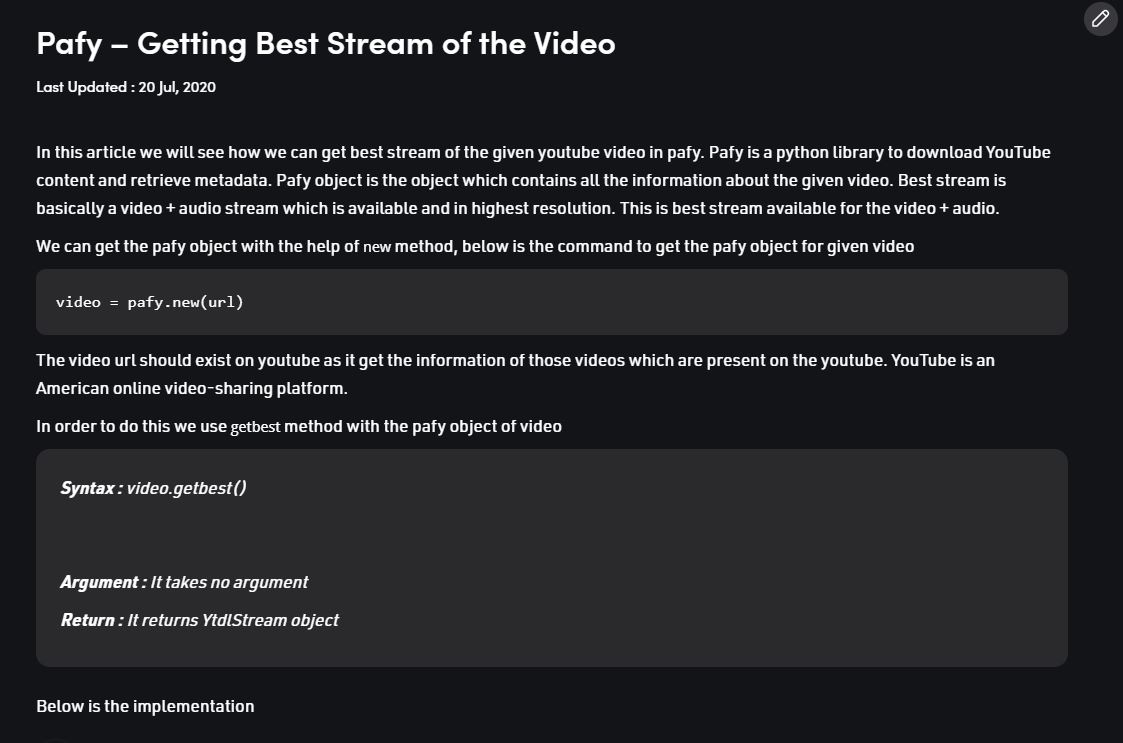 Pafy – Getting Best Stream of the Video
Last Updated : 20 Jul, 2020
In this article we will see how we can get best stream of the given youtube video in pafy. Pafy is a python library to download YouTube
content and retrieve metadata. Pafy object is the object which contains all the information about the given video. Best stream is
basically a video + audio stream which is available and in highest resolution. This is best stream available for the video + audio.
We can get the pafy object with the help of new method, below is the command to get the pafy object for given video
video = pafy.new(url)
The video url should exist on youtube as it get the information of those videos which are present on the youtube. YouTube is an
American online video-sharing platform.
In order to do this we use getbest method with the pafy object of video
Syntax : video.getbest()
Argument : It takes no argument
Return : It returns YtdlStream object
Below is the implementation